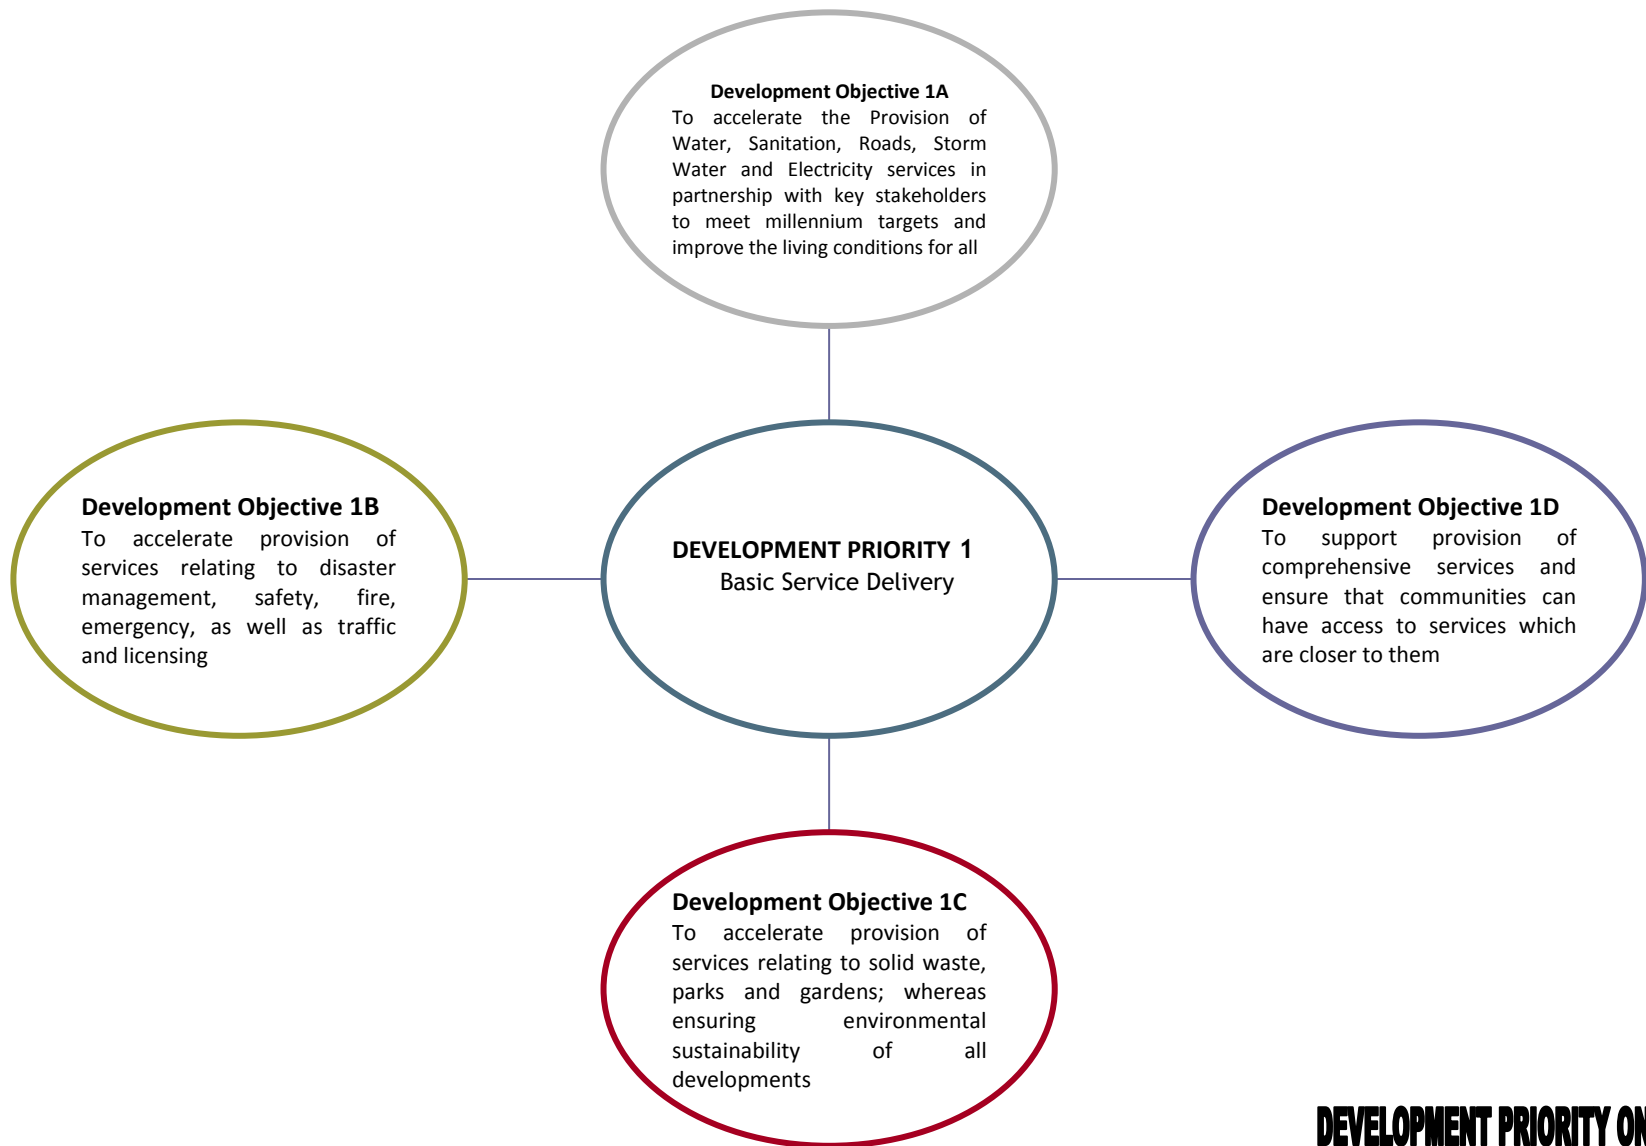 Development Objective 1A
To accelerate the Provision of
Water, Sanitation, Roads, Storm
Water and Electricity services in
partnership with key stakeholders
to meet millennium targets and
improve the living conditions for all
Development Objective 1B
To accelerate provision of
services relating to disaster
management, safety, fire,
emergency, as well as traffic
and licensing
DEVELOPMENT PRIORITY 1
Basic Service Delivery
Development Objective 1D
To support provision of
comprehensive services and
ensure that communities can
have access to services which
are closer to them
Development Objective 1C
To accelerate provision of
services relating to solid waste,
parks and gardens; whereas
ensuring environmental
sustainability of all
developments
DEVELOPMENT PRIORITY ON